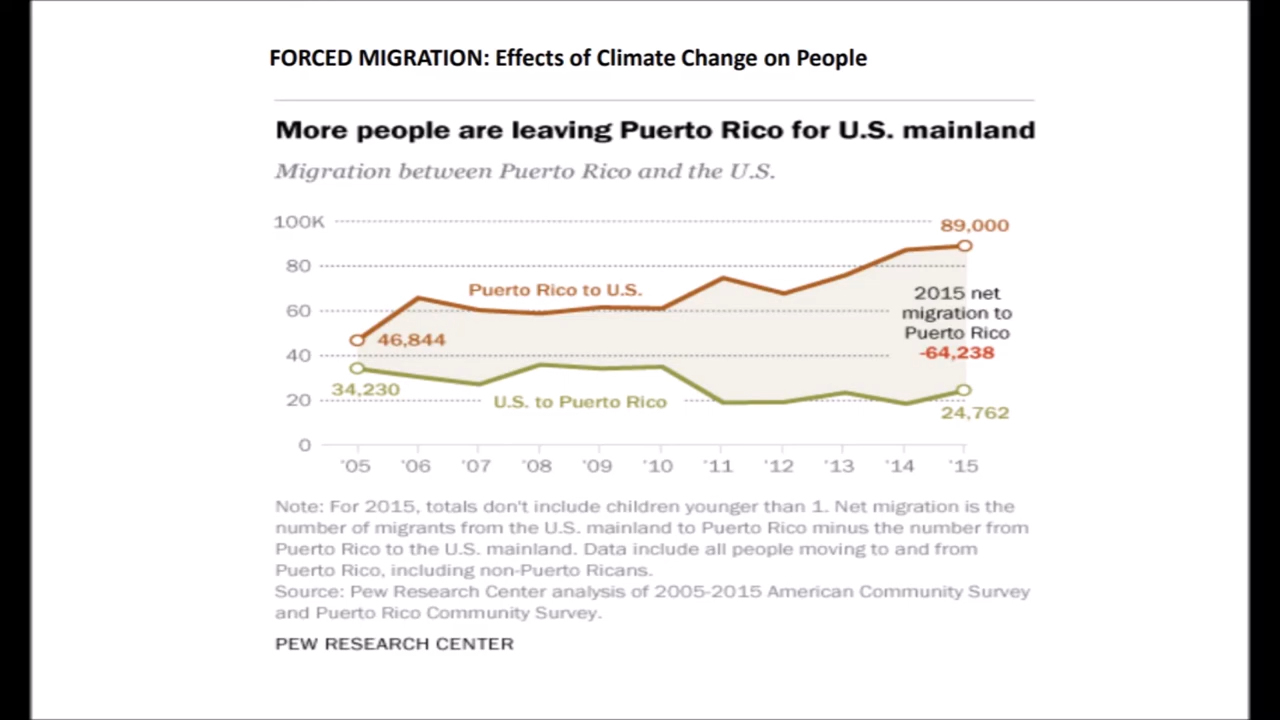 FORCED MIGRATION: Effects of Climate Change on People
More people are leaving Puerto Rico for U.S. mainland
Migration between Puerto Rico and the U.S.
100K
89,000
80
Puerto Rico to U.S.
2015 net
migration to
Puerto Rico
-64,238
60
46,844
40
34,230
20
U.S. to Puerto Rico
24,762
0
'05 '06 '07 '08 '09 '10 '11 '12 '13 '14 '15
Note: For 2015, totals don't include children younger than 1. Net migration is the
number of migrants from the U.S. mainland to Puerto Rico minus the number from
Puerto Rico to the U.S. mainland. Data include all people moving to and from
Puerto Rico, including non-Puerto Ricans.
Source: Pew Research Center analysis of 2005-2015 American Community Survey
and Puerto Rico Community Survey.
PEW RESEARCH CENTER